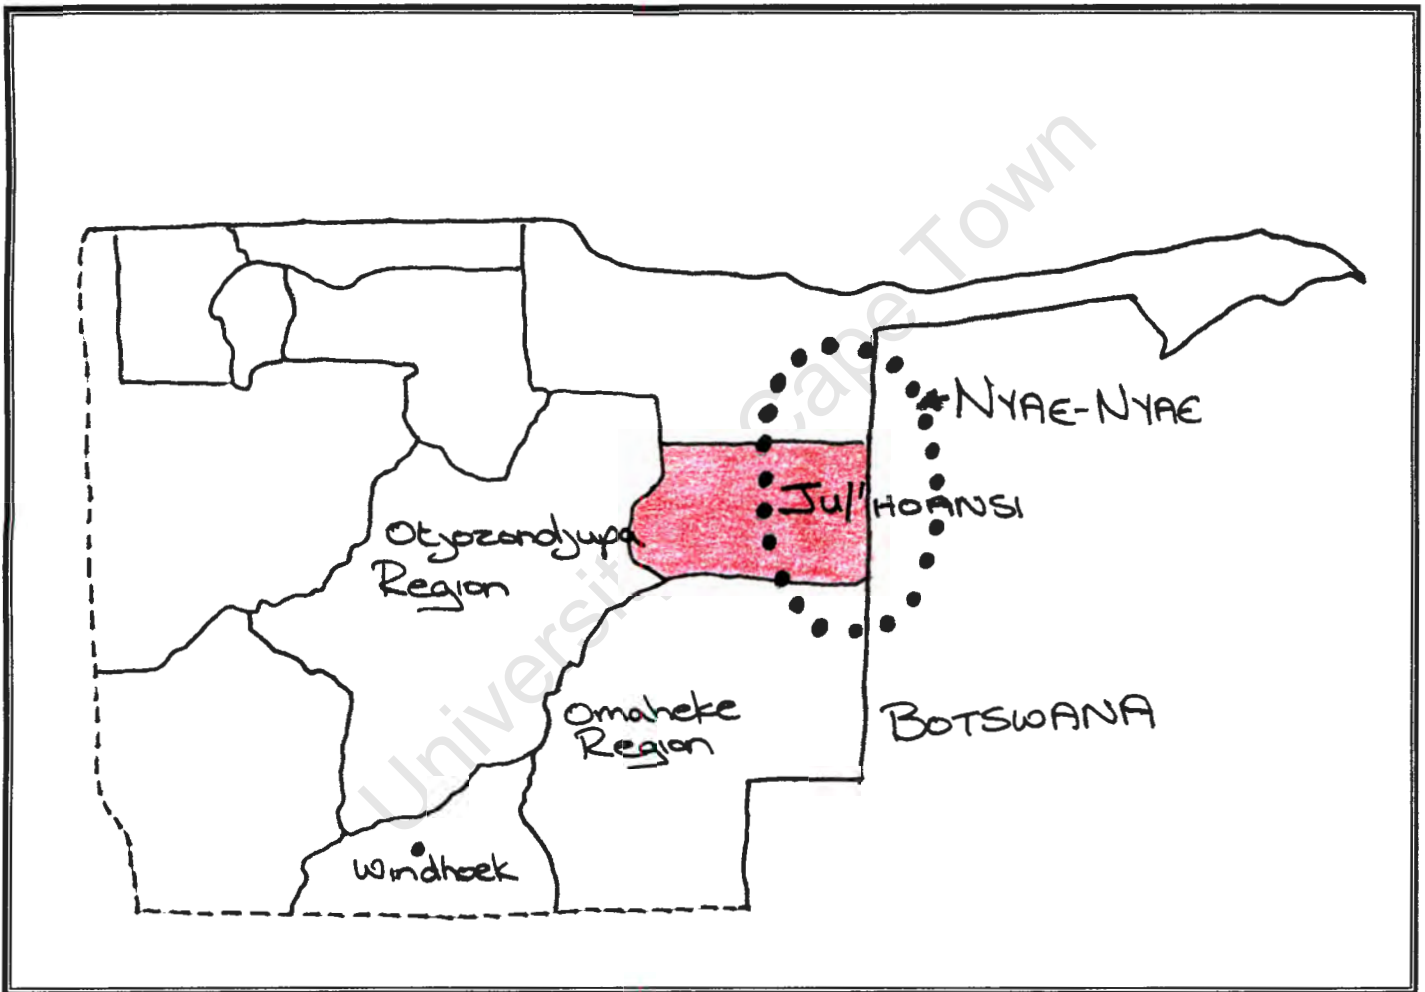 NYAE-NYAE
Ju/'HOANSI
Otjozondjupa
Region
Omaheke
Region
BOTSWANA
Windhoek
University of Cape Town